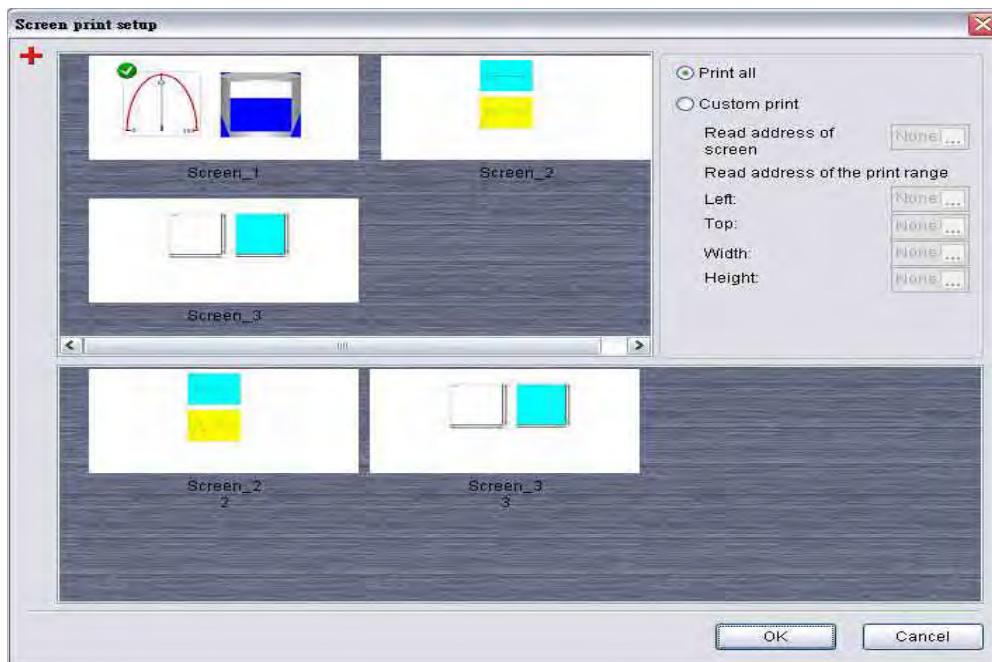 Screen print setup
Screen_1
Screen_2
Screen_3
Print all
Custom print
Read address of
screen
None ...
Read address of the print range
Left:
None ...
Top:
None ...
Width:
None ...
Height:
None ...
Screen_2
2
Screen_3
3
OK
Cancel